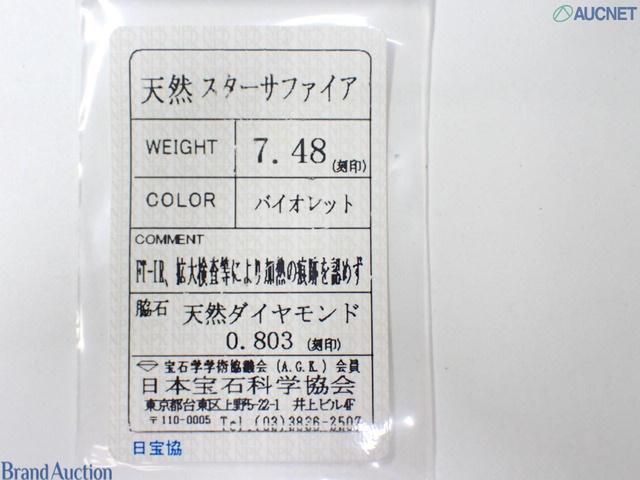 AUCNET
天然 スターサファイア
WEIGHT 7.48 (刻印)
COLOR バイオレット
COMMENT
FT-IR、拡大検査等により加熱の痕跡を認めず
脇石 天然ダイヤモンド
0.803 (刻印)
宝石学学術協議会 (A.G.K.) 会員
日本宝石科学協会
東京都台東区上野5-22-1 井上ビル4F
〒110-0005 Tel.(03)3836-2507
日宝協
Brand Auction